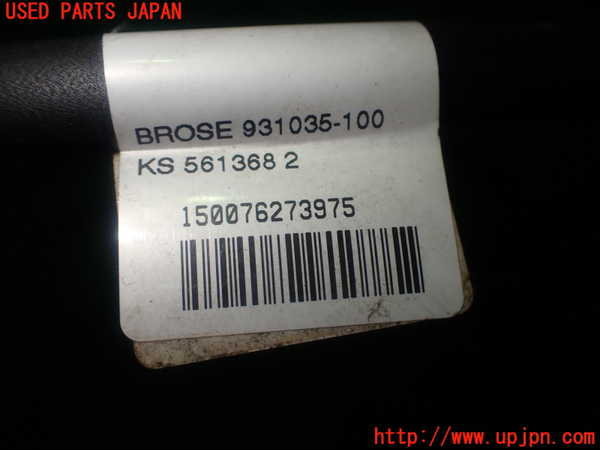 USED PARTS JAPAN
BROSE 931035-100
KS 561368 2
150076273975
http://www.upjpn.com/